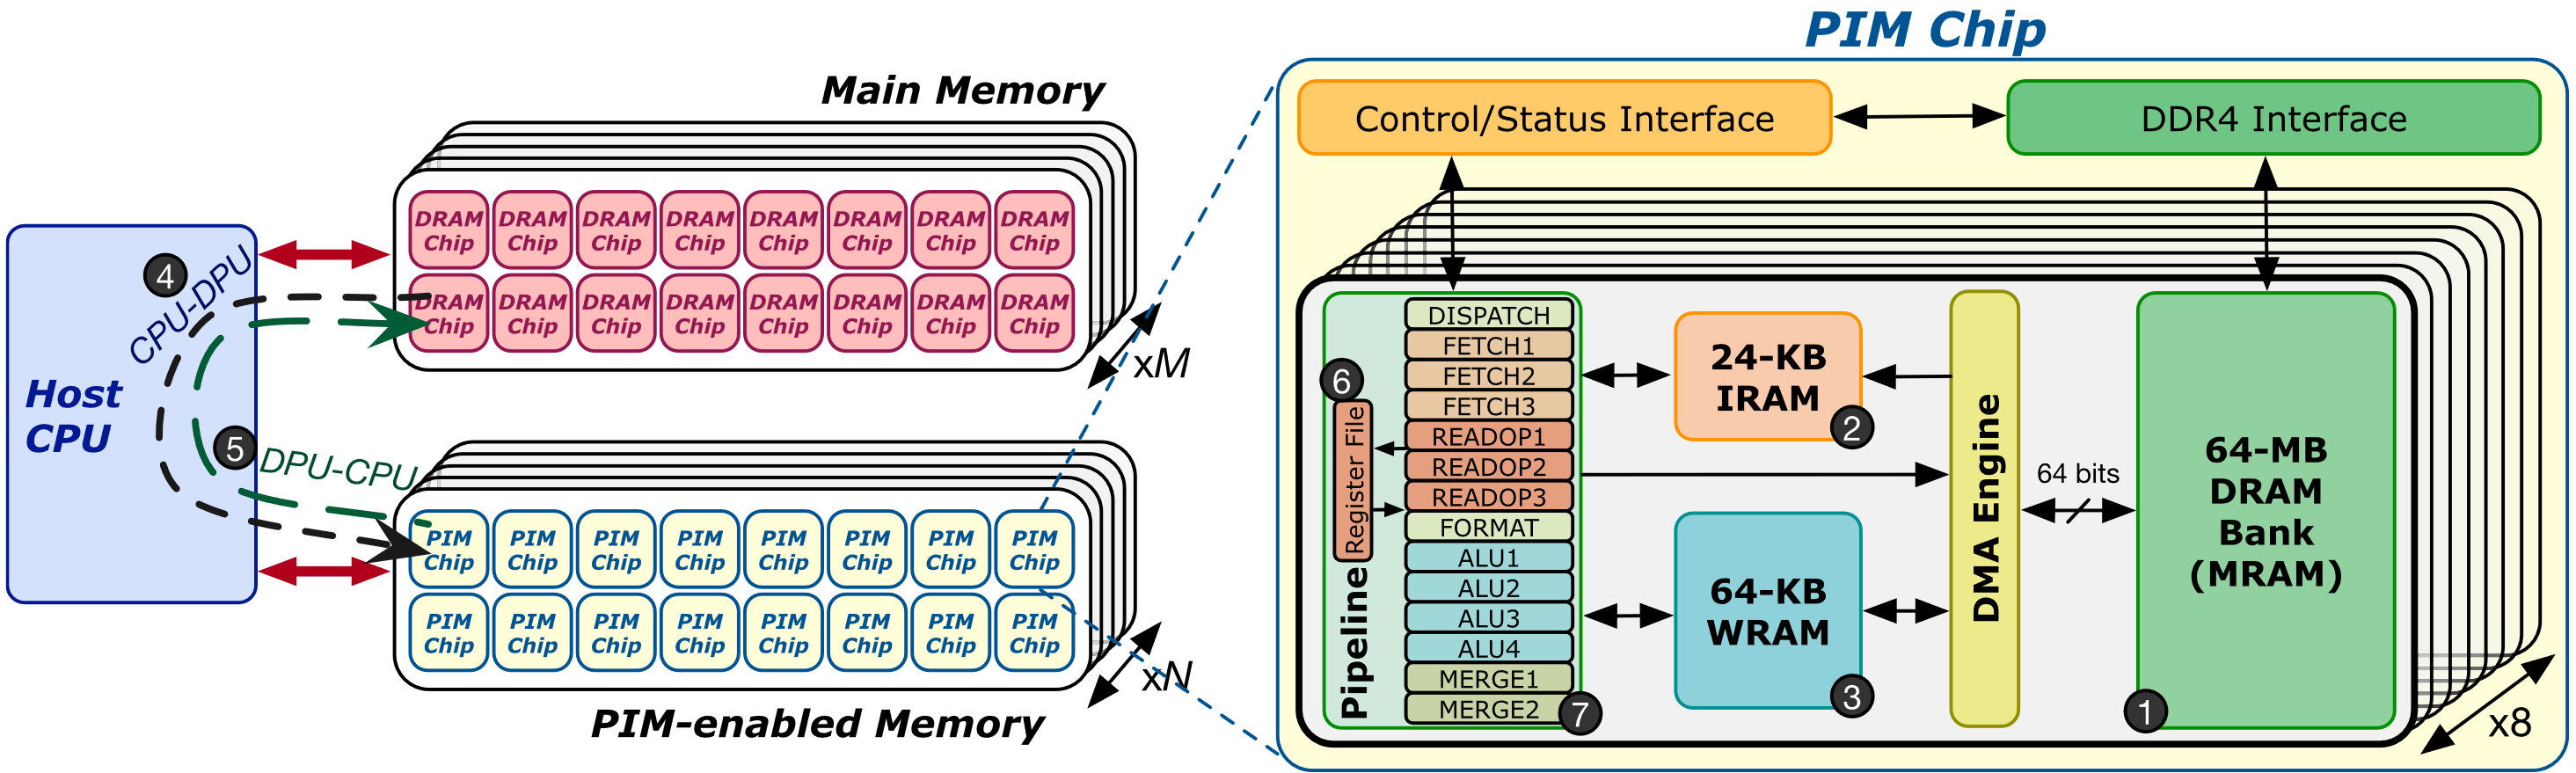 PIM Chip
Main Memory
Control/Status Interface
DDR4 Interface
DRAM Chip DRAM Chip DRAM Chip DRAM Chip DRAM Chip DRAM Chip DRAM Chip DRAM Chip
DRAM Chip DRAM Chip DRAM Chip DRAM Chip DRAM Chip DRAM Chip DRAM Chip DRAM Chip
xM
4
CPU-DPU
Host
CPU
5
DPU-CPU
PIM Chip PIM Chip PIM Chip PIM Chip PIM Chip PIM Chip PIM Chip PIM Chip
PIM Chip PIM Chip PIM Chip PIM Chip PIM Chip PIM Chip PIM Chip PIM Chip
xN
PIM-enabled Memory
6
Register File
Pipeline
DISPATCH
FETCH1
FETCH2
FETCH3
READOP1
READOP2
READOP3
FORMAT
ALU1
ALU2
ALU3
ALU4
MERGE1
MERGE2
7
24-KB
IRAM
2
64-KB
WRAM
3
DMA Engine
64 bits
64-MB
DRAM
Bank
(MRAM)
1
x8